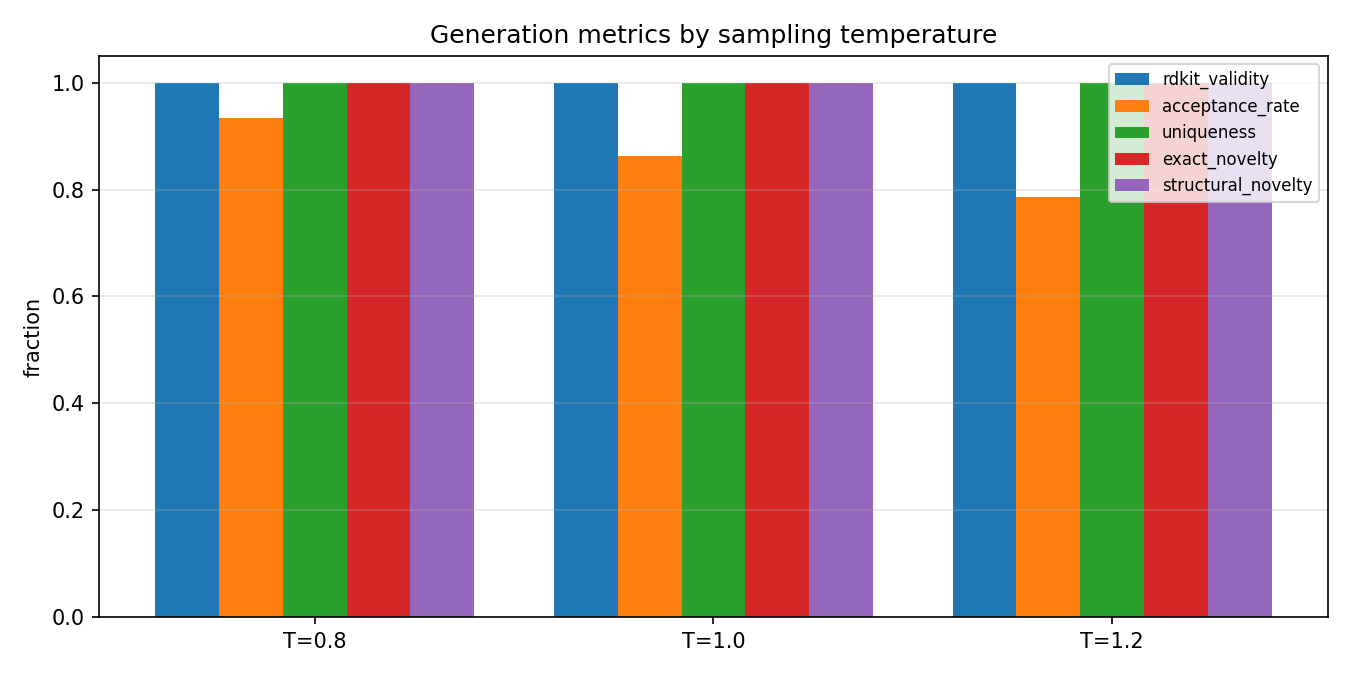 Generation metrics by sampling temperature
rdkit_validity
acceptance_rate
uniqueness
exact_novelty
structural_novelty
fraction
1.0
0.8
0.6
0.4
0.2
0.0
T=0.8
T=1.0
T=1.2